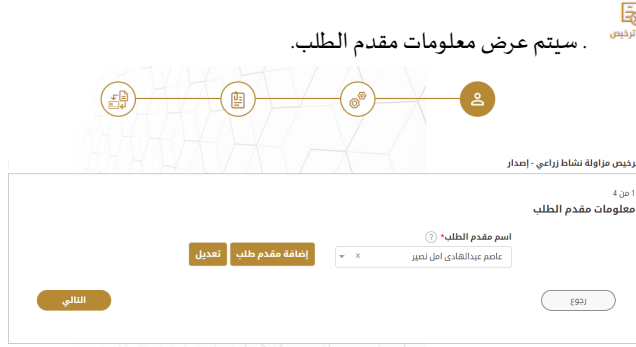 ترخيص
. سيتم عرض معلومات مقدم الطلب.
رخيص مزاولة نشاط زراعي - إصدار
1 من 4
معلومات مقدم الطلب
اسم مقدم الطلب* ?
عاصم عبدالهادى امل نصير ×
إضافة مقدم طلب
تعديل
رجوع
التالي